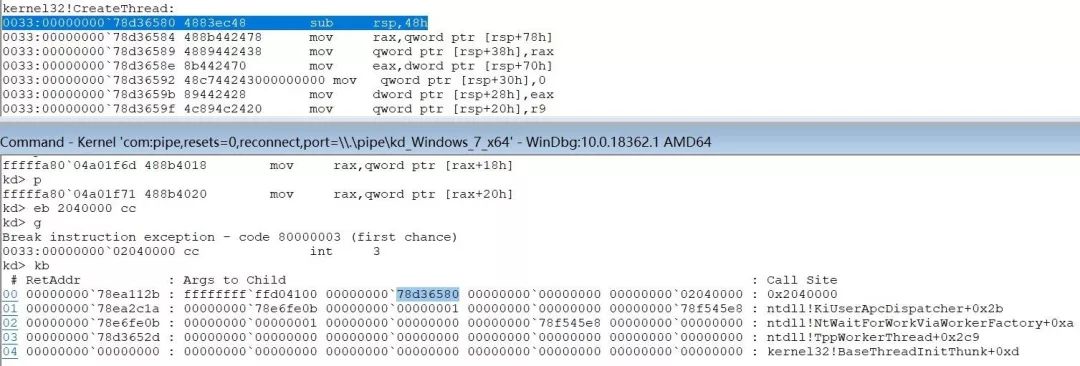 kernel32!CreateThread:
0033:00000000`78d36580 4883ec48 sub rsp,48h
0033:00000000`78d36584 488b442478 mov rax,qword ptr [rsp+78h]
0033:00000000`78d36589 4889442438 mov qword ptr [rsp+38h],rax
0033:00000000`78d3658e 8b442470 mov eax,dword ptr [rsp+70h]
0033:00000000`78d36592 48c744243000000000 mov qword ptr [rsp+30h],0
0033:00000000`78d3659b 89442428 mov dword ptr [rsp+28h],eax
0033:00000000`78d3659f 4c894c2420 mov qword ptr [rsp+20h],r9
Command - Kernel 'com:pipe,resets=0,reconnect,port=\\.\pipe\kd_Windows_7_x64' - WinDbg:10.0.18362.1 AMD64
fffffa80`04a01f6d 488b4018 mov rax,qword ptr [rax+18h]
kd> p
fffffa80`04a01f71 488b4020 mov rax,qword ptr [rax+20h]
kd> eb 2040000 cc
kd> g
Break instruction exception - code 80000003 (first chance)
0033:00000000`02040000 cc int 3
kd> kb
# RetAddr : Args to Child : Call Site
00 00000000`78ea112b : ffffffff`ffd04100 00000000`78d36580 00000000`00000000 00000000`02040000 : 0x2040000
01 00000000`78ea2c1a : 00000000`78e6fe0b 00000000`00000001 00000000`00000000 00000000`78f545e8 : ntdll!KiUserApcDispatcher+0x2b
02 00000000`78e6fe0b : 00000000`00000001 00000000`00000000 00000000`78f545e8 00000000`00000000 : ntdll!NtWaitForWorkViaWorkerFactory+0xa
03 00000000`78d3652d : 00000000`00000000 00000000`00000000 00000000`00000000 00000000`00000000 : ntdll!TppWorkerThread+0x2c9
04 00000000`00000000 : 00000000`00000000 00000000`00000000 00000000`00000000 00000000`00000000 : kernel32!BaseThreadInitThunk+0xd